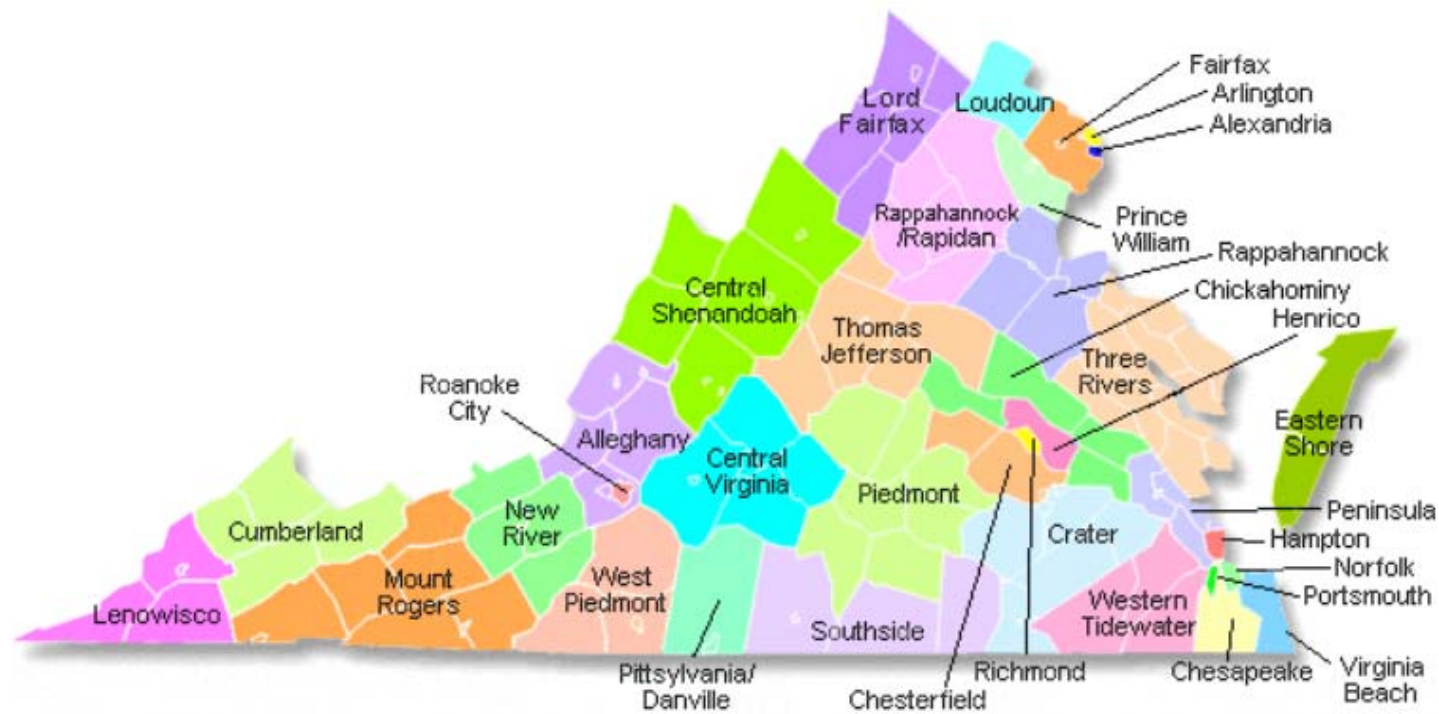 Fairfax
Arlington
Alexandria
Lord
Fairfax
Loudoun
Rappahannock
/Rapidan
Prince
William
Rappahannock
Chickahominy
Henrico
Central
Shenandoah
Thomas
Jefferson
Three
Rivers
Roanoke
City
Alleghany
Eastern
Shore
Central
Virginia
Piedmont
Cumberland
New
River
Crater
Peninsula
Hampton
Norfolk
Portsmouth
Mount
Rogers
West
Piedmont
Lenowisco
Western
Tidewater
Southside
Pittsylvania/
Danville
Chesterfield
Richmond
Chesapeake
Virginia
Beach